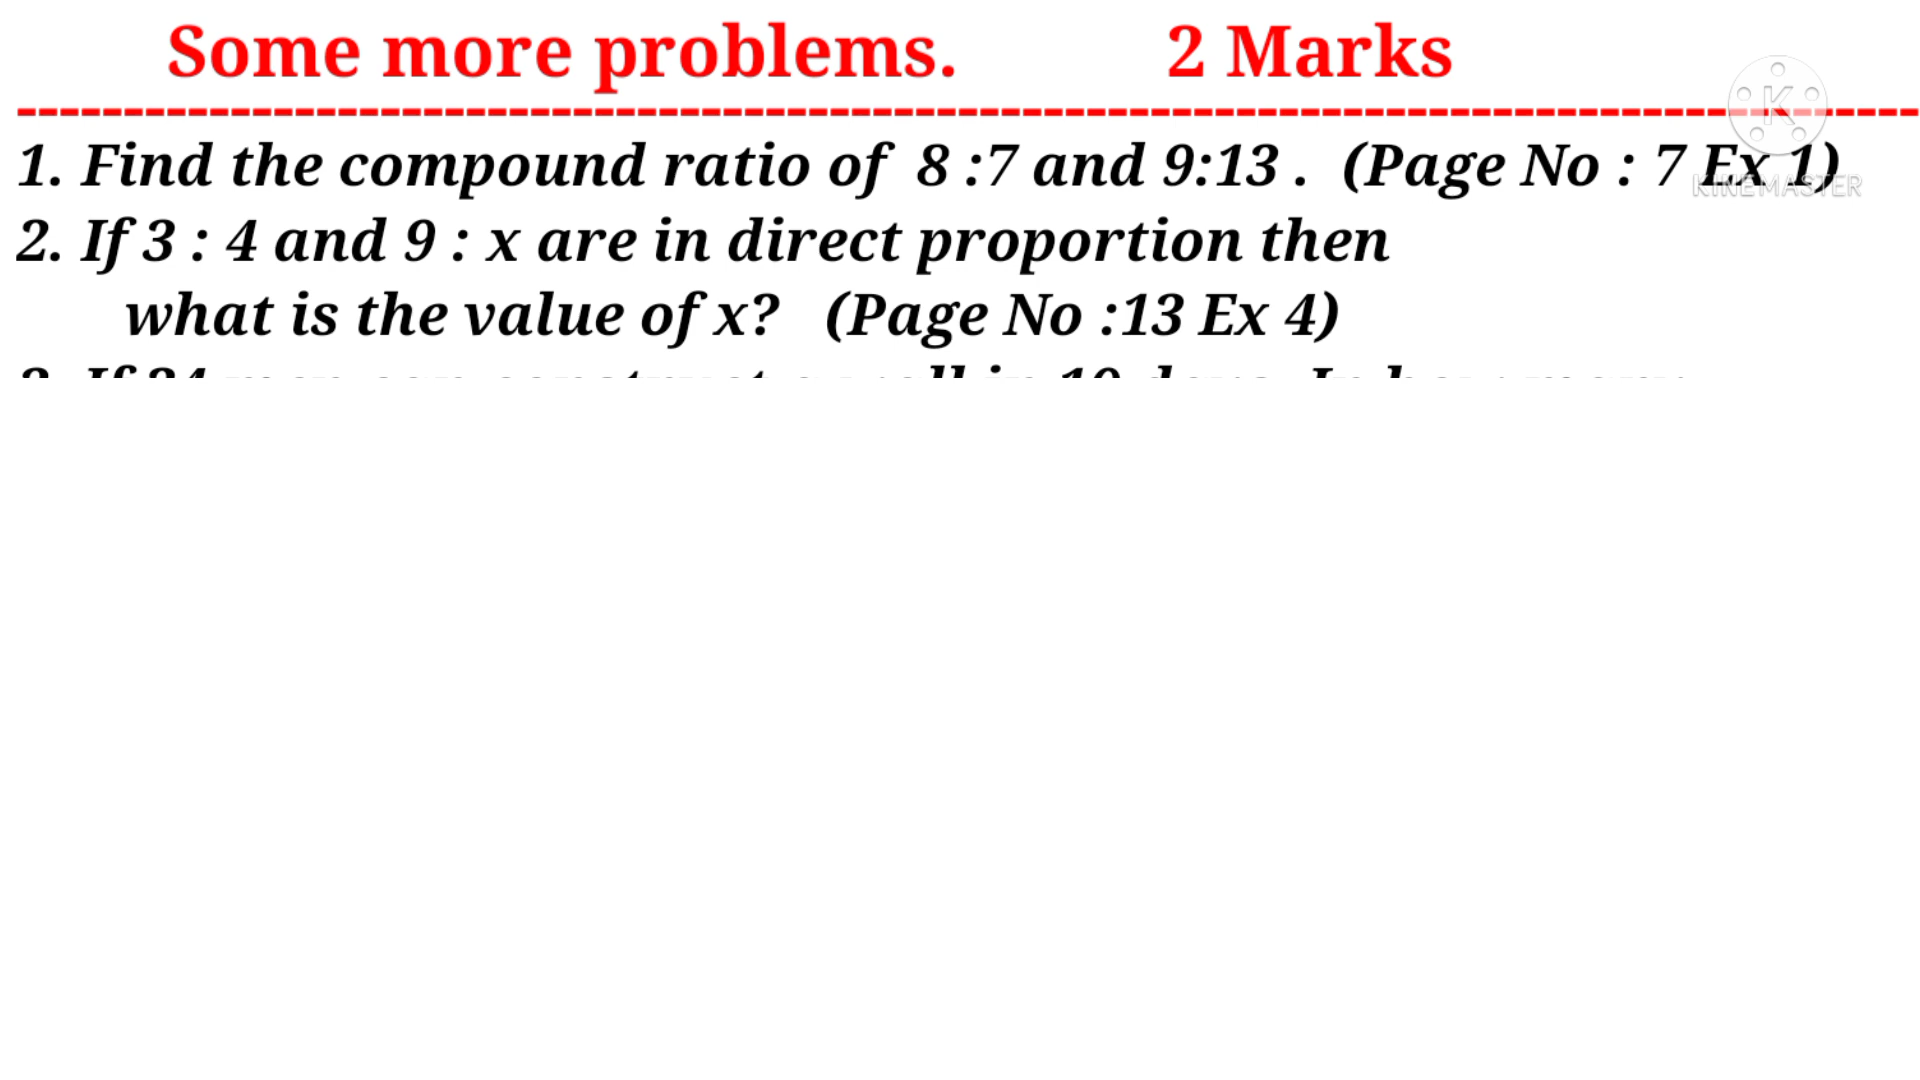 Some more problems. 2 Marks
--------------------------------------------------------------------------------
1. Find the compound ratio of 8 :7 and 9:13 . (Page No : 7 Ex 1)
KINEMASTER
2. If 3 : 4 and 9 : x are in direct proportion then
what is the value of x? (Page No :13 Ex 4)